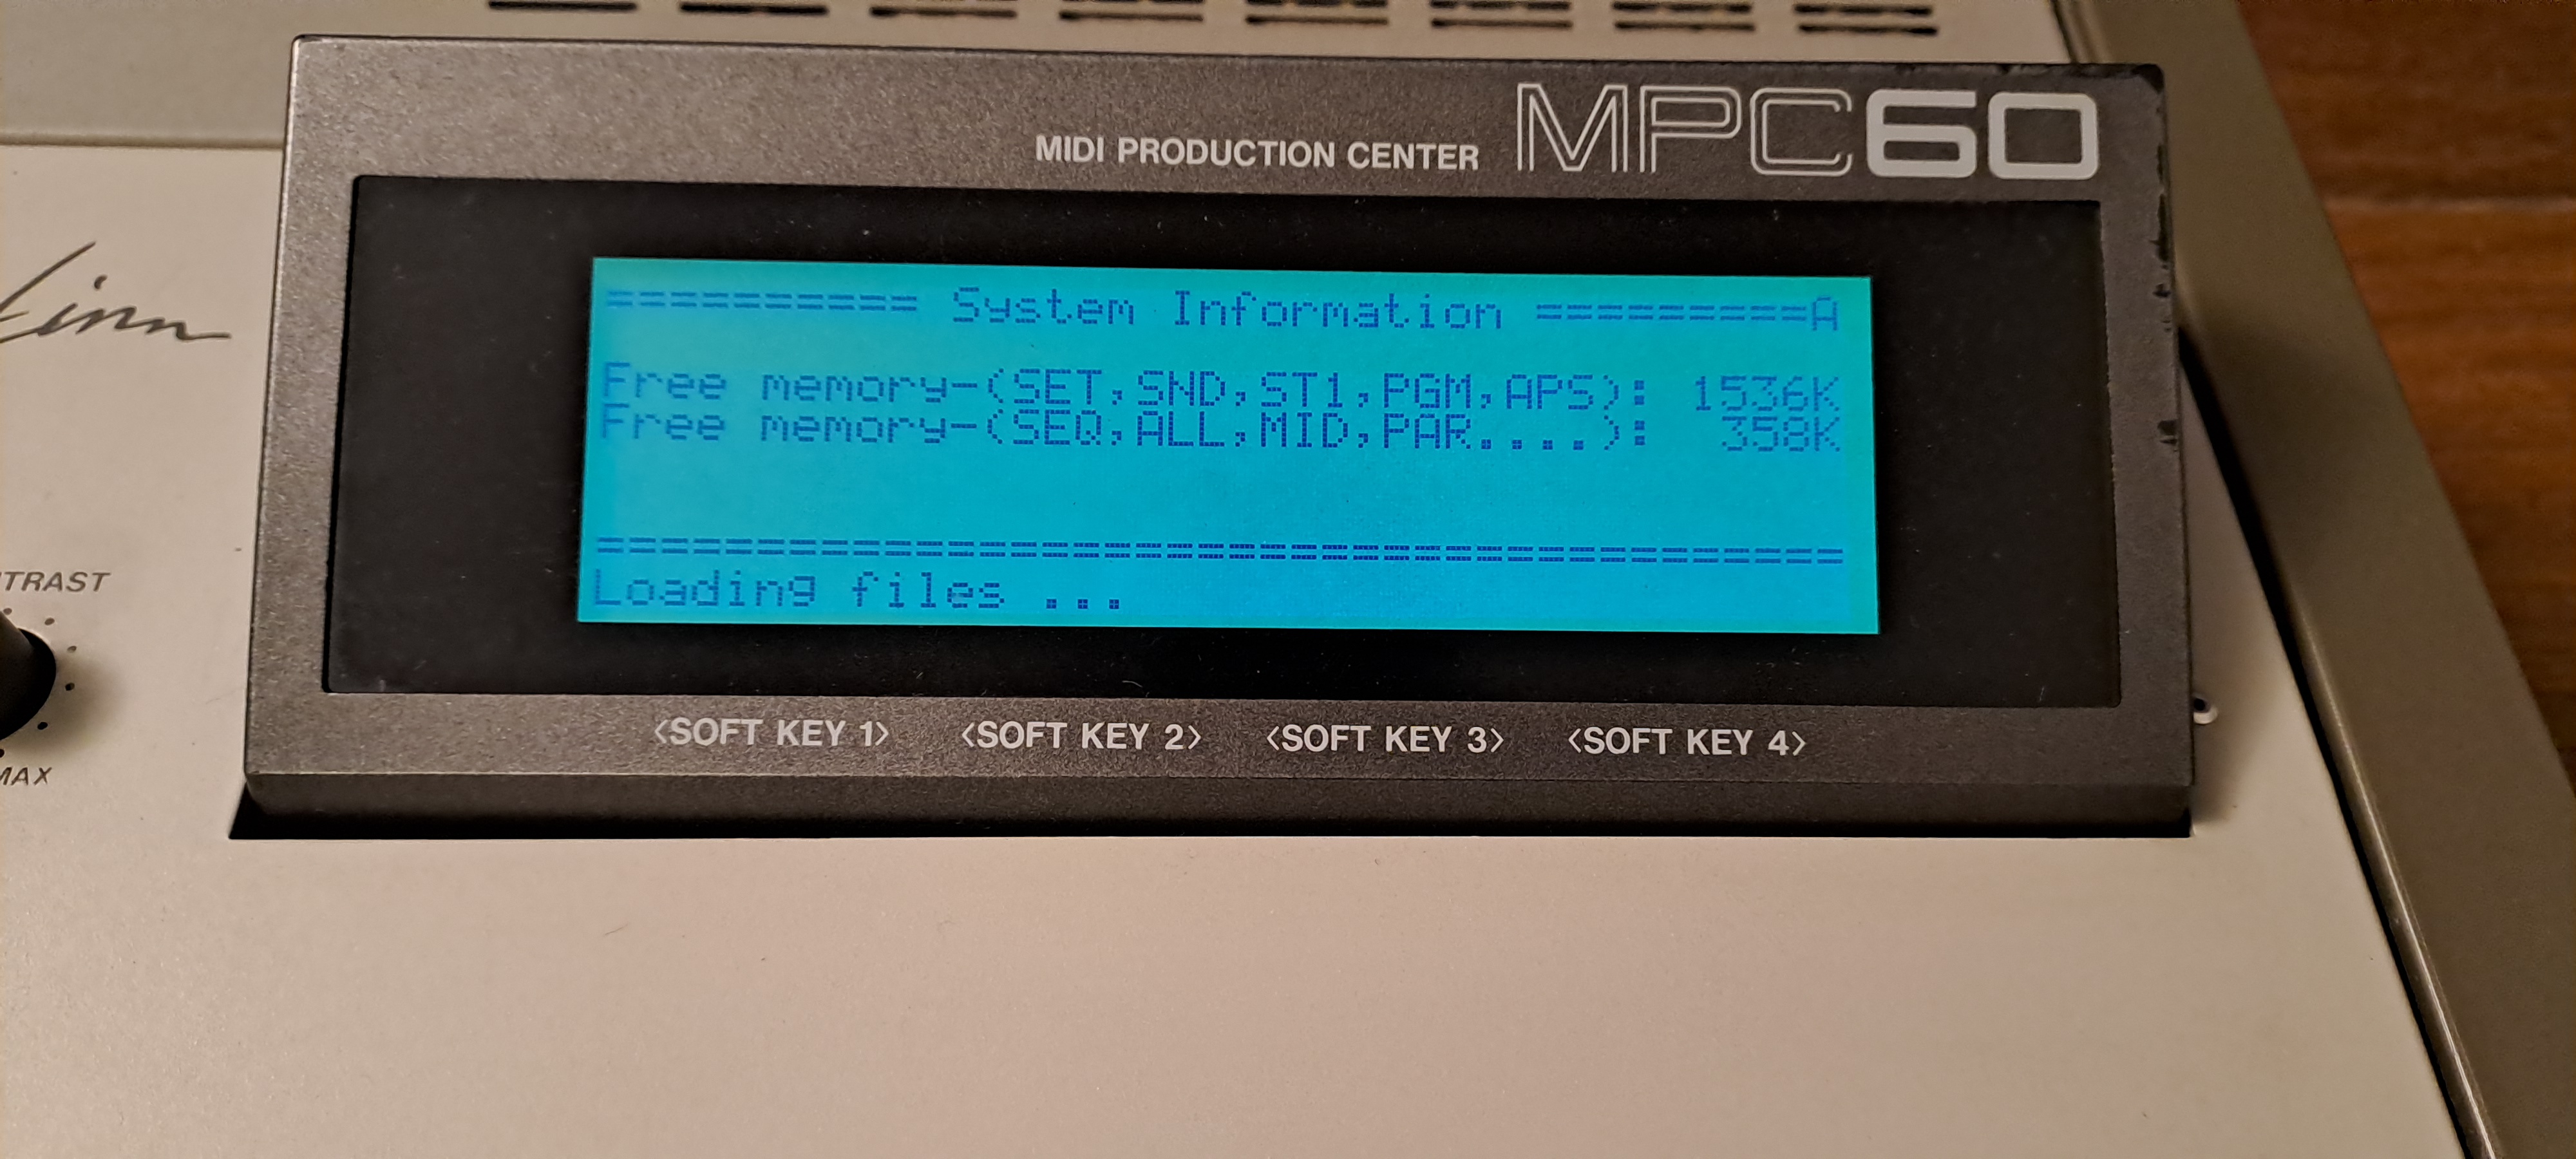 MIDI PRODUCTION CENTER MPC60
Linn
========== System Information =========A
Free memory-(SET,SND,ST1,PGM,APS): 1536K
Free memory-(SEQ,ALL,MID,PAR....): 358K
=======================================
Loading files ...
TRAST
MAX
<SOFT KEY 1> <SOFT KEY 2> <SOFT KEY 3> <SOFT KEY 4>